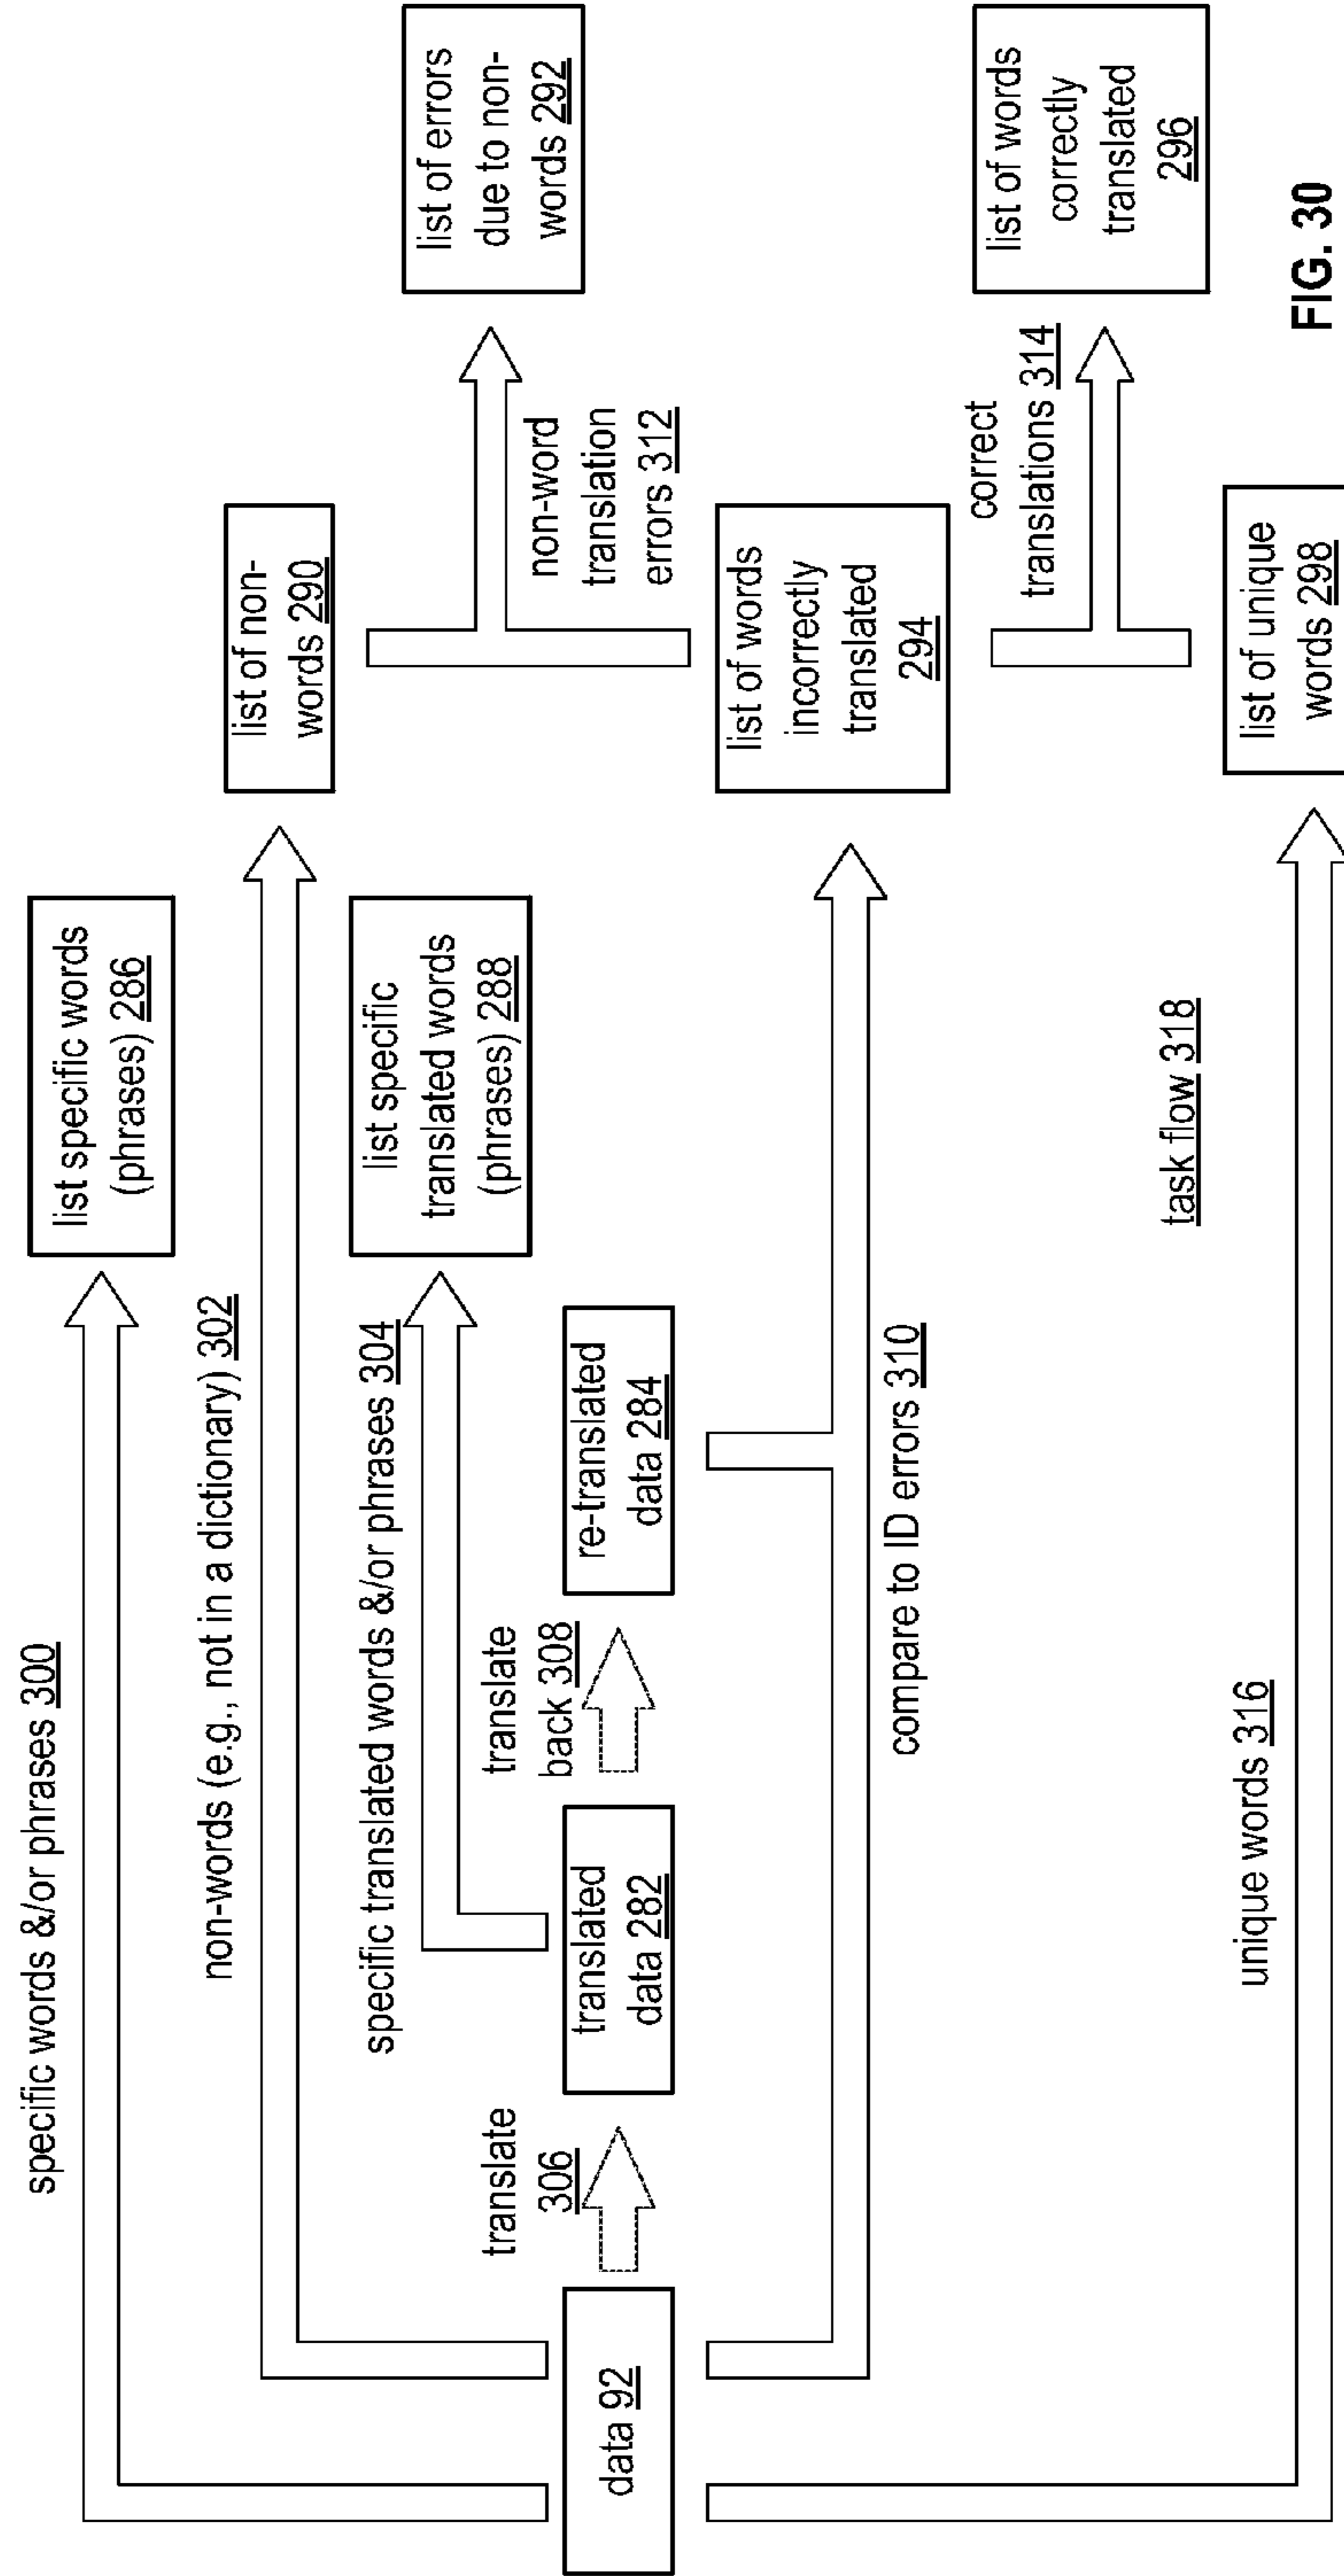 specific words &/or phrases 300
list specific words
(phrases) 286
non-words (e.g., not in a dictionary) 302
list of non-
words 290
list of errors
due to non-
words 292
specific translated words &/or phrases 304
list specific
translated words
(phrases) 288
non-word
translation
errors 312
translate
306
translate
back 308
data 92
translated
data 282
re-translated
data 284
list of words
incorrectly
translated
294
compare to ID errors 310
correct
translations 314
list of words
correctly
translated
296
task flow 318
unique words 316
list of unique
words 298
FIG. 30